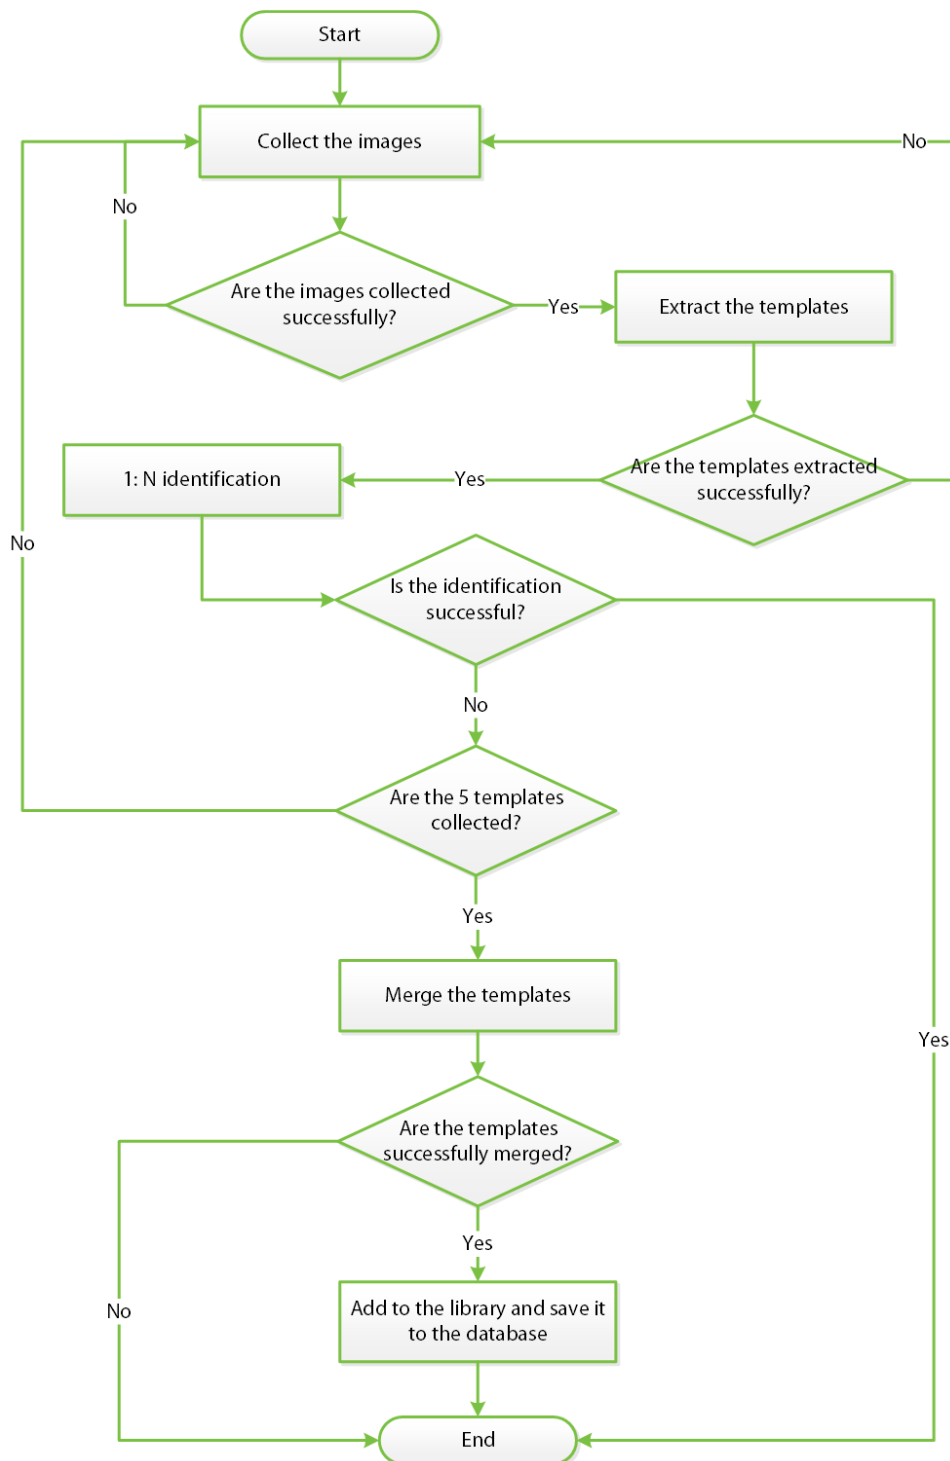 Start
Collect the images
No
No
Are the images collected
successfully?
Yes
Extract the templates
Are the templates extracted
successfully?
Yes
1: N identification
No
Is the identification
successful?
No
Are the 5 templates
collected?
Yes
Merge the templates
Yes
Are the templates
successfully merged?
Yes
No
Add to the library and save it
to the database
End